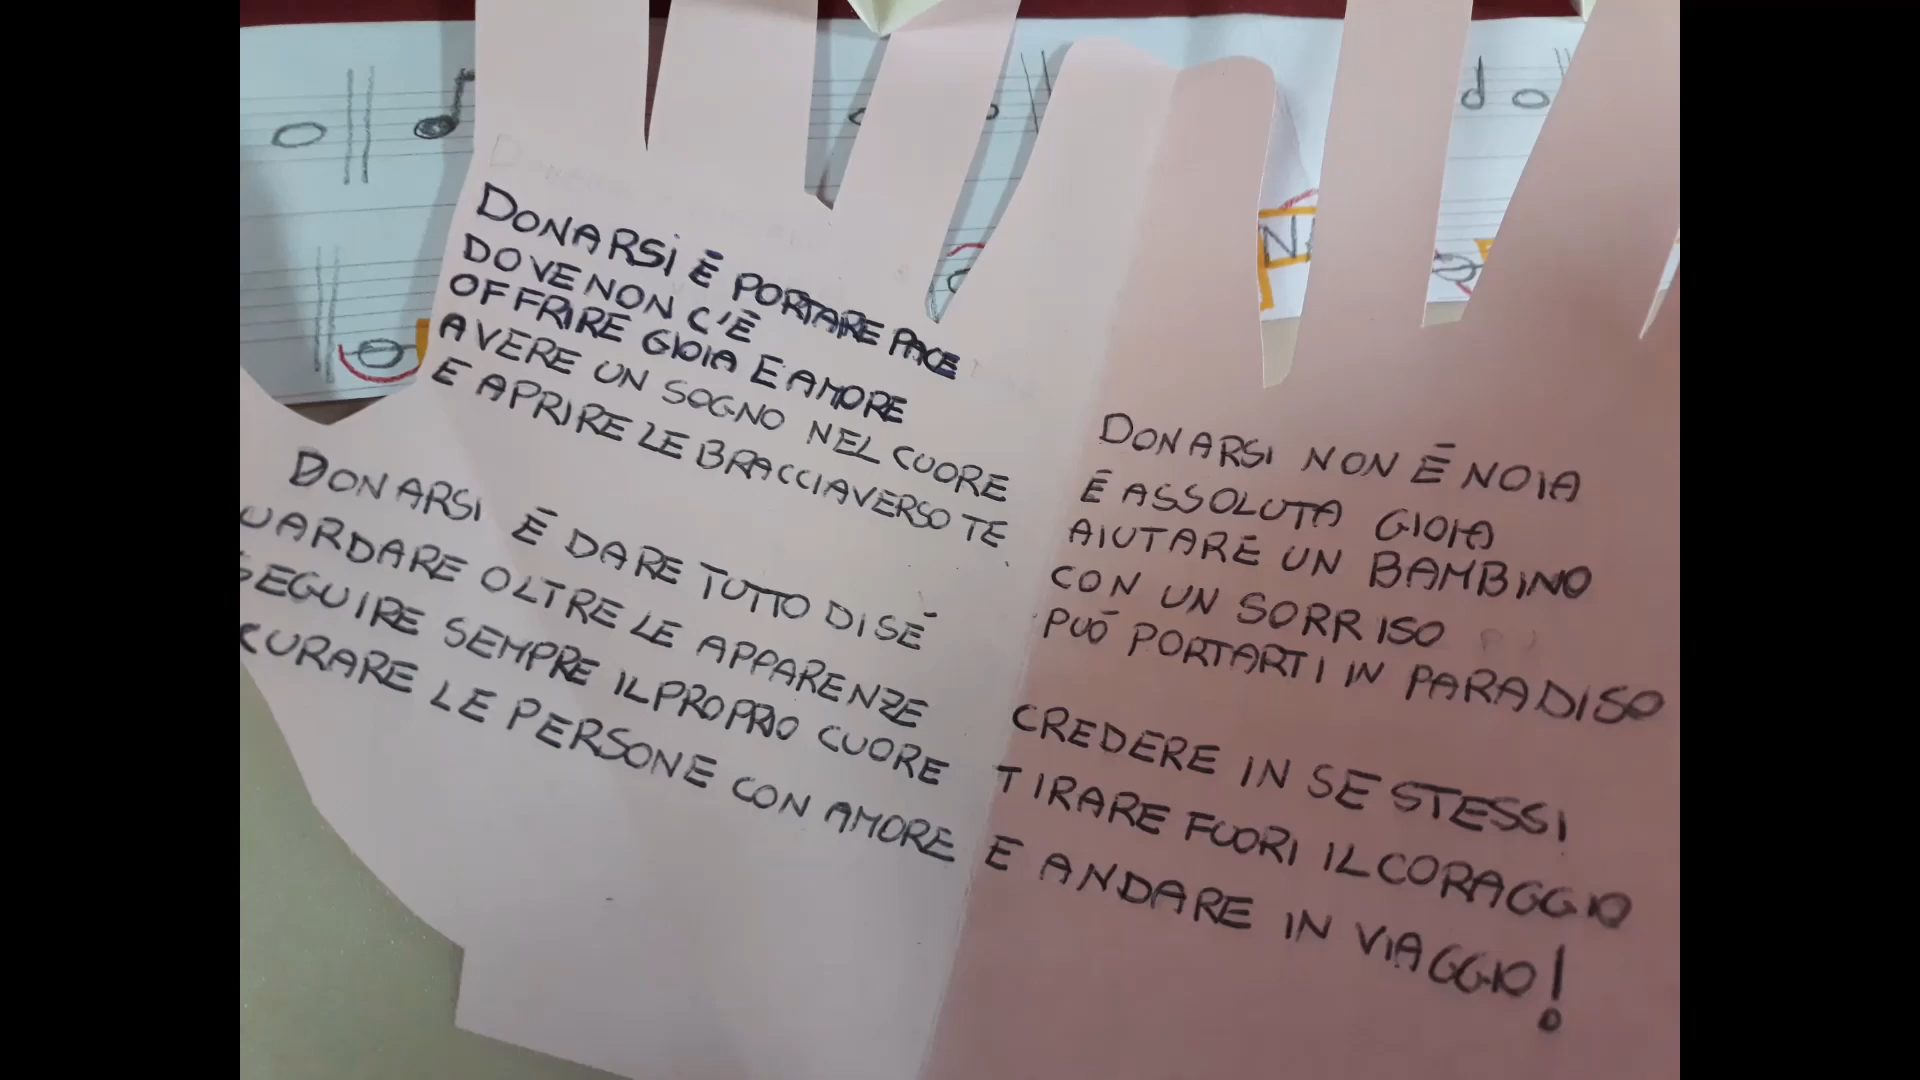 DONARSI È PORTARE PACE
DOVE NON C'È
OFFRIRE GIOIA E AMORE
AVERE UN SOGNO NEL CUORE
E APRIRE LE BRACCIA VERSO TE
DONARSI È DARE TUTTO DI SÉ
UARDARE OLTRE LE APPARENZE
SEGUIRE SEMPRE IL PROPRIO CUORE
CURARE LE PERSONE CON AMORE
DONARSI NON È NOIA
È ASSOLUTA GIOIA
AIUTARE UN BAMBINO
CON UN SORRISO
PUÓ PORTARTI IN PARADISO
CREDERE IN SE STESSI
TIRARE FUORI IL CORAGGIO
E ANDARE IN VIAGGIO!